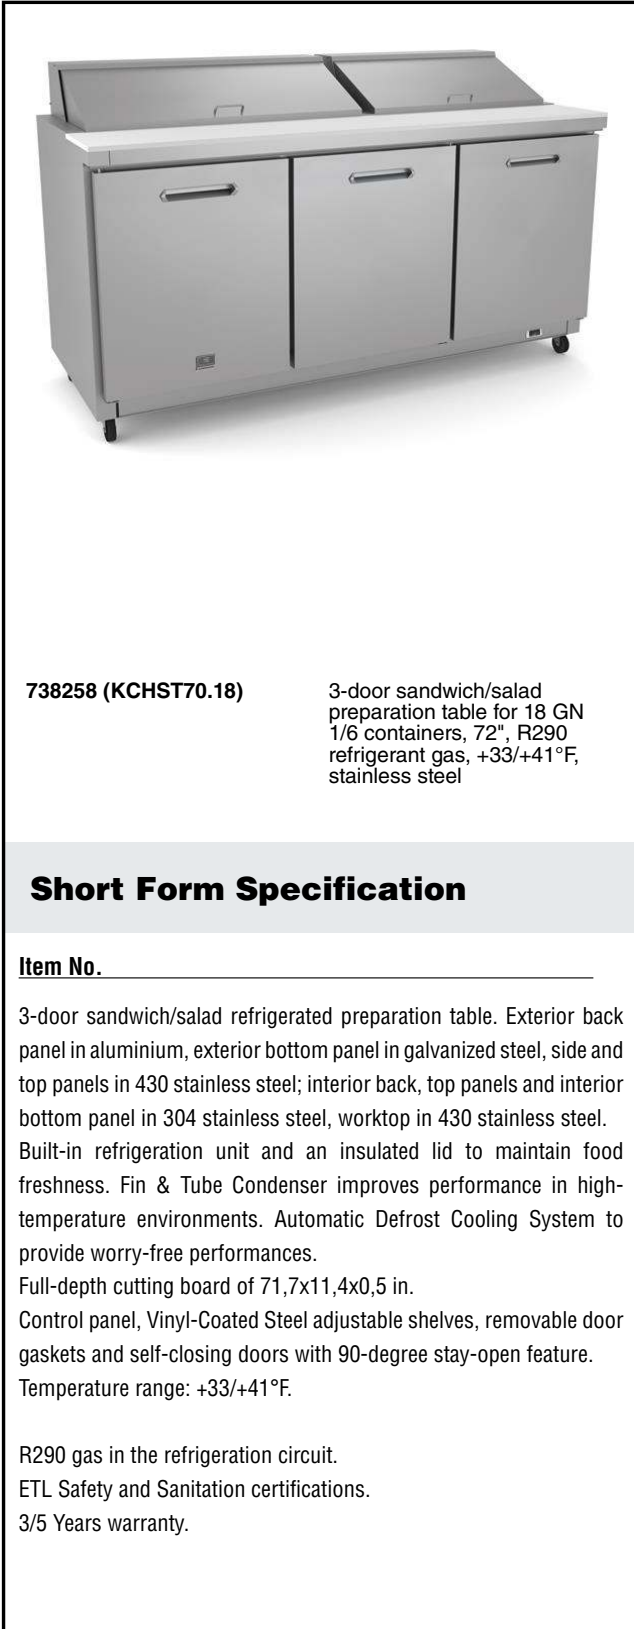 738258 (KCHST70.18)
3-door sandwich/salad
preparation table for 18 GN
1/6 containers, 72", R290
refrigerant gas, +33/+41°F,
stainless steel
Short Form Specification
Item No.
3-door sandwich/salad refrigerated preparation table. Exterior back
panel in aluminium, exterior bottom panel in galvanized steel, side and
top panels in 430 stainless steel; interior back, top panels and interior
bottom panel in 304 stainless steel, worktop in 430 stainless steel.
Built-in refrigeration unit and an insulated lid to maintain food
freshness. Fin & Tube Condenser improves performance in high-
temperature environments. Automatic Defrost Cooling System to
provide worry-free performances.
Full-depth cutting board of 71,7x11,4x0,5 in.
Control panel, Vinyl-Coated Steel adjustable shelves, removable door
gaskets and self-closing doors with 90-degree stay-open feature.
Temperature range: +33/+41°F.
R290 gas in the refrigeration circuit.
ETL Safety and Sanitation certifications.
3/5 Years warranty.